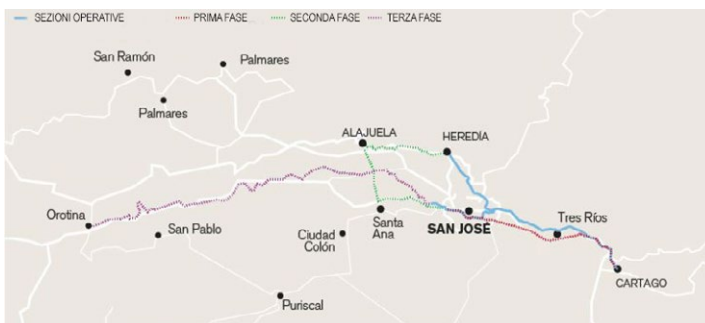 SEZIONI OPERATIVE
PRIMA FASE
SECONDA FASE
TERZA FASE
San Ramón
Palmares
Palmares
ALAJUELA
HEREDIA
Orotina
San Pablo
Ciudad
Colón
Santa
Ana
SAN JOSÉ
Tres Ríos
CARTAGO
Puriscal